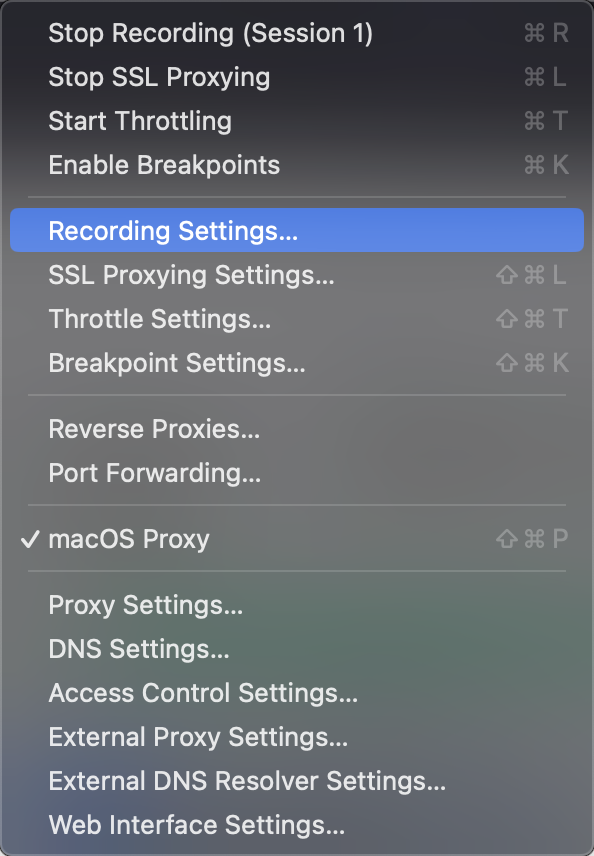 Stop Recording (Session 1) ⌘ R
Stop SSL Proxying ⌘ L
Start Throttling ⌘ T
Enable Breakpoints ⌘ K
Recording Settings...
SSL Proxying Settings... ⇧ ⌘ L
Throttle Settings... ⇧ ⌘ T
Breakpoint Settings... ⇧ ⌘ K
Reverse Proxies...
Port Forwarding...
✓ macOS Proxy ⇧ ⌘ P
Proxy Settings...
DNS Settings...
Access Control Settings...
External Proxy Settings...
External DNS Resolver Settings...
Web Interface Settings...